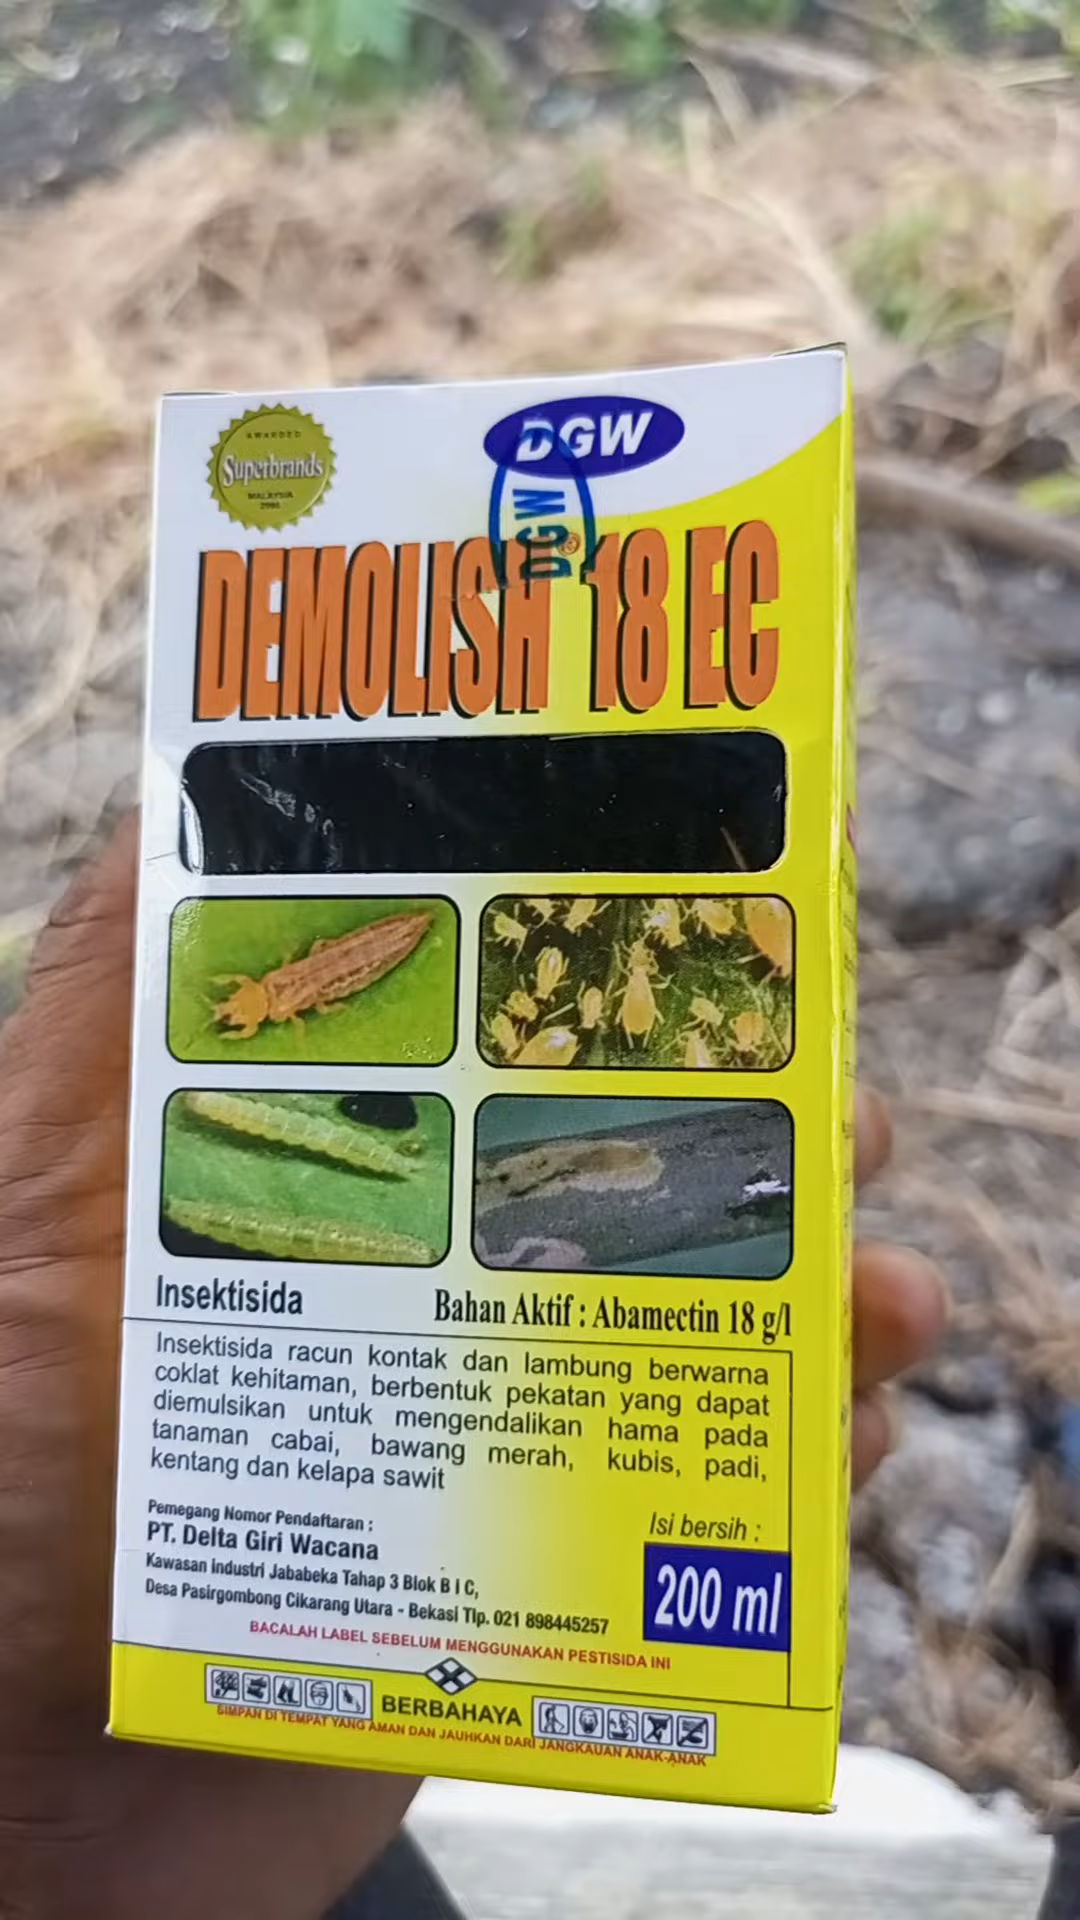 AWARDED
Superbrands
MALAYSIA
DGW
DGW
DEMOLISH® 18 EC
Insektisida
Bahan Aktif : Abamectin 18 g/l
Insektisida racun kontak dan lambung berwarna
coklat kehitaman, berbentuk pekatan yang dapat
diemulsikan untuk mengendalikan hama pada
tanaman cabai, bawang merah, kubis, padi,
kentang dan kelapa sawit
Pemegang Nomor Pendaftaran :
PT. Delta Giri Wacana
Kawasan Industri Jababeka Tahap 3 Blok B I C,
Desa Pasirgombong Cikarang Utara - Bekasi Tlp. 021 898445257
Isi bersih :
200 ml
BACALAH LABEL SEBELUM MENGGUNAKAN PESTISIDA INI
BERBAHAYA
SIMPAN DI TEMPAT YANG AMAN DAN JAUHKAN DARI JANGKAUAN ANAK-ANAK